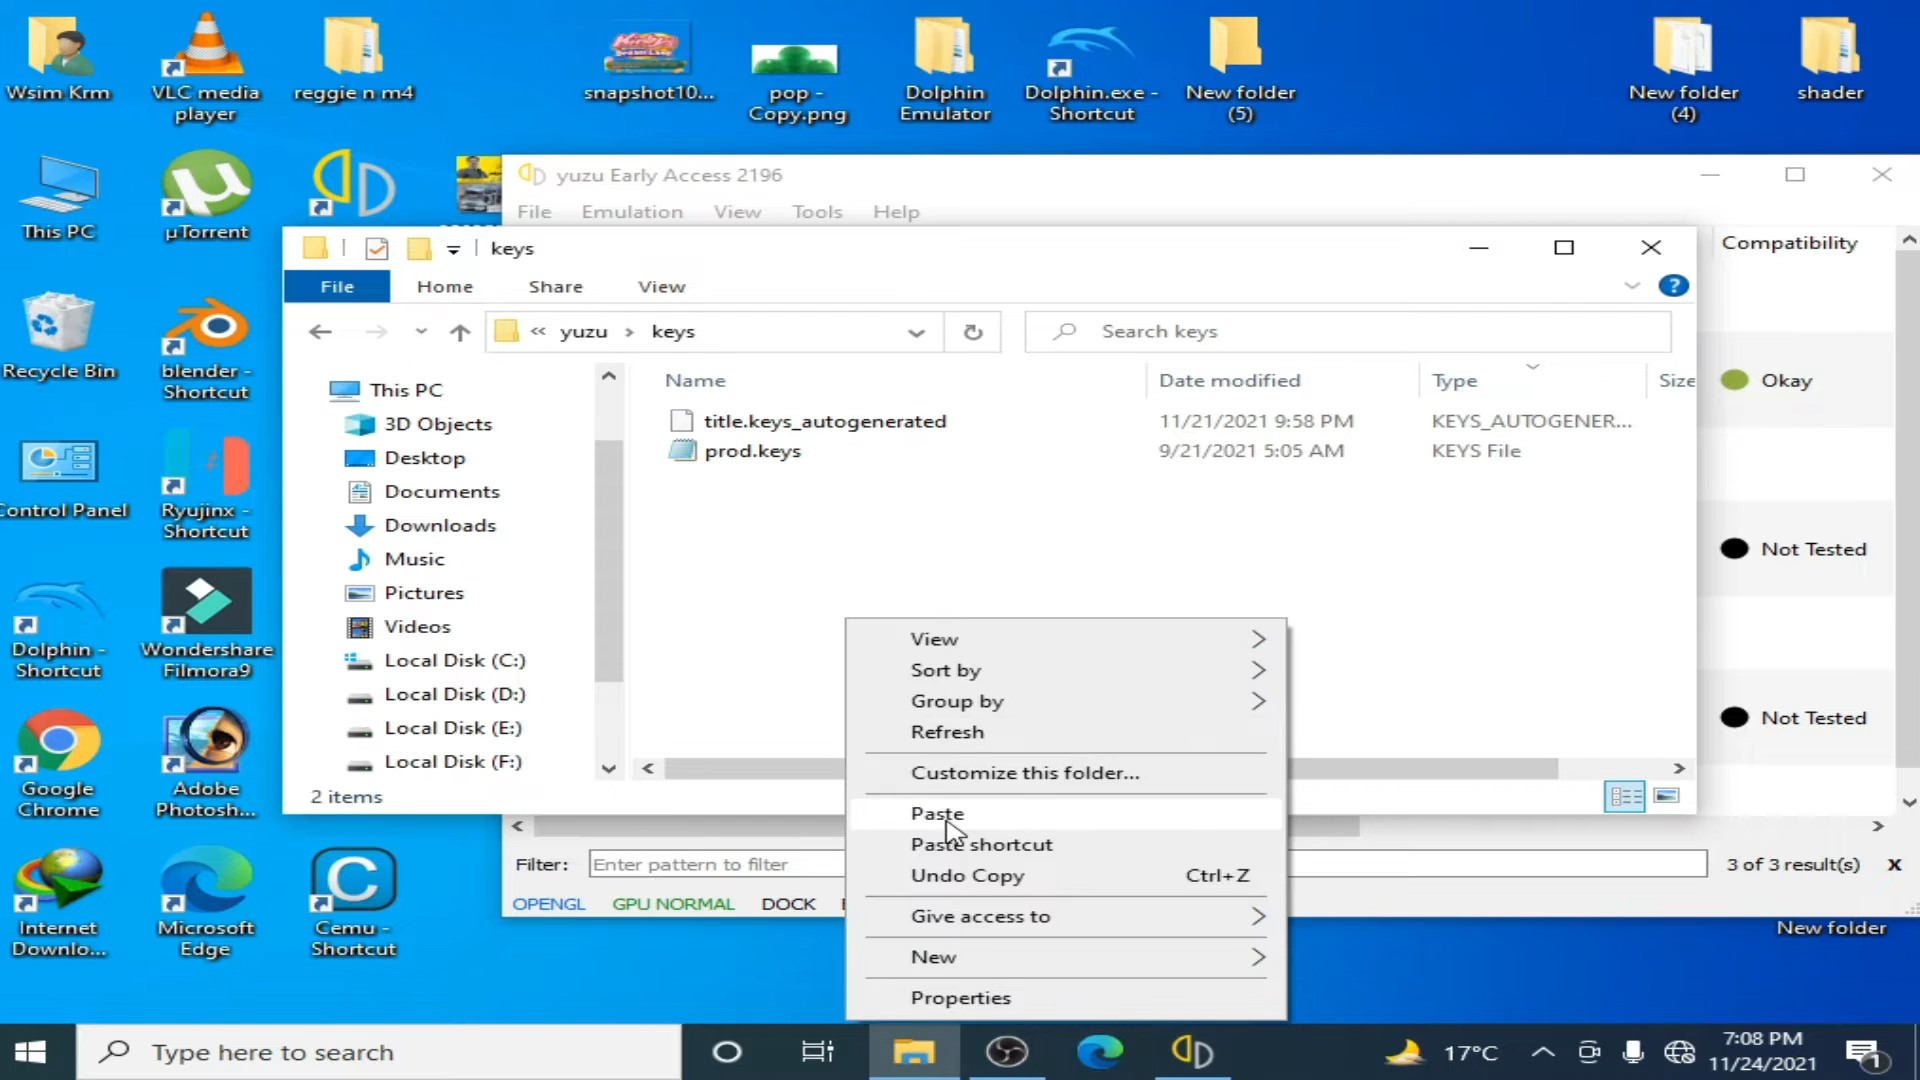 Wsim Krm
VLC media
player
reggie n m4
snapshot10...
pop -
Copy.png
Dolphin
Emulator
Dolphin.exe -
Shortcut
New folder
(5)
New folder
(4)
shader
This PC
µTorrent
yuzu Early Access 2196
File Emulation View Tools Help
Compatibility
Okay
Not Tested
Not Tested
Recycle Bin
blender -
Shortcut
Control Panel
Ryujinx -
Shortcut
Dolphin -
Shortcut
Wondershare
Filmora9
Google
Chrome
Adobe
Photosh...
Internet
Downlo...
Microsoft
Edge
Cemu -
Shortcut
keys
File Home Share View
yuzu keys
Search keys
Name Date modified Type Size
title.keys_autogenerated 11/21/2021 9:58 PM KEYS_AUTOGENER...
prod.keys 9/21/2021 5:05 AM KEYS File
This PC
3D Objects
Desktop
Documents
Downloads
Music
Pictures
Videos
Local Disk (C:)
Local Disk (D:)
Local Disk (E:)
Local Disk (F:)
2 items
View
Sort by
Group by
Refresh
Customize this folder...
Paste
Paste shortcut
Undo Copy Ctrl+Z
Give access to
New
Properties
Filter: Enter pattern to filter 3 of 3 result(s) X
OPENGL GPU NORMAL DOCK
New folder
Type here to search
17°C
7:08 PM
11/24/2021
1